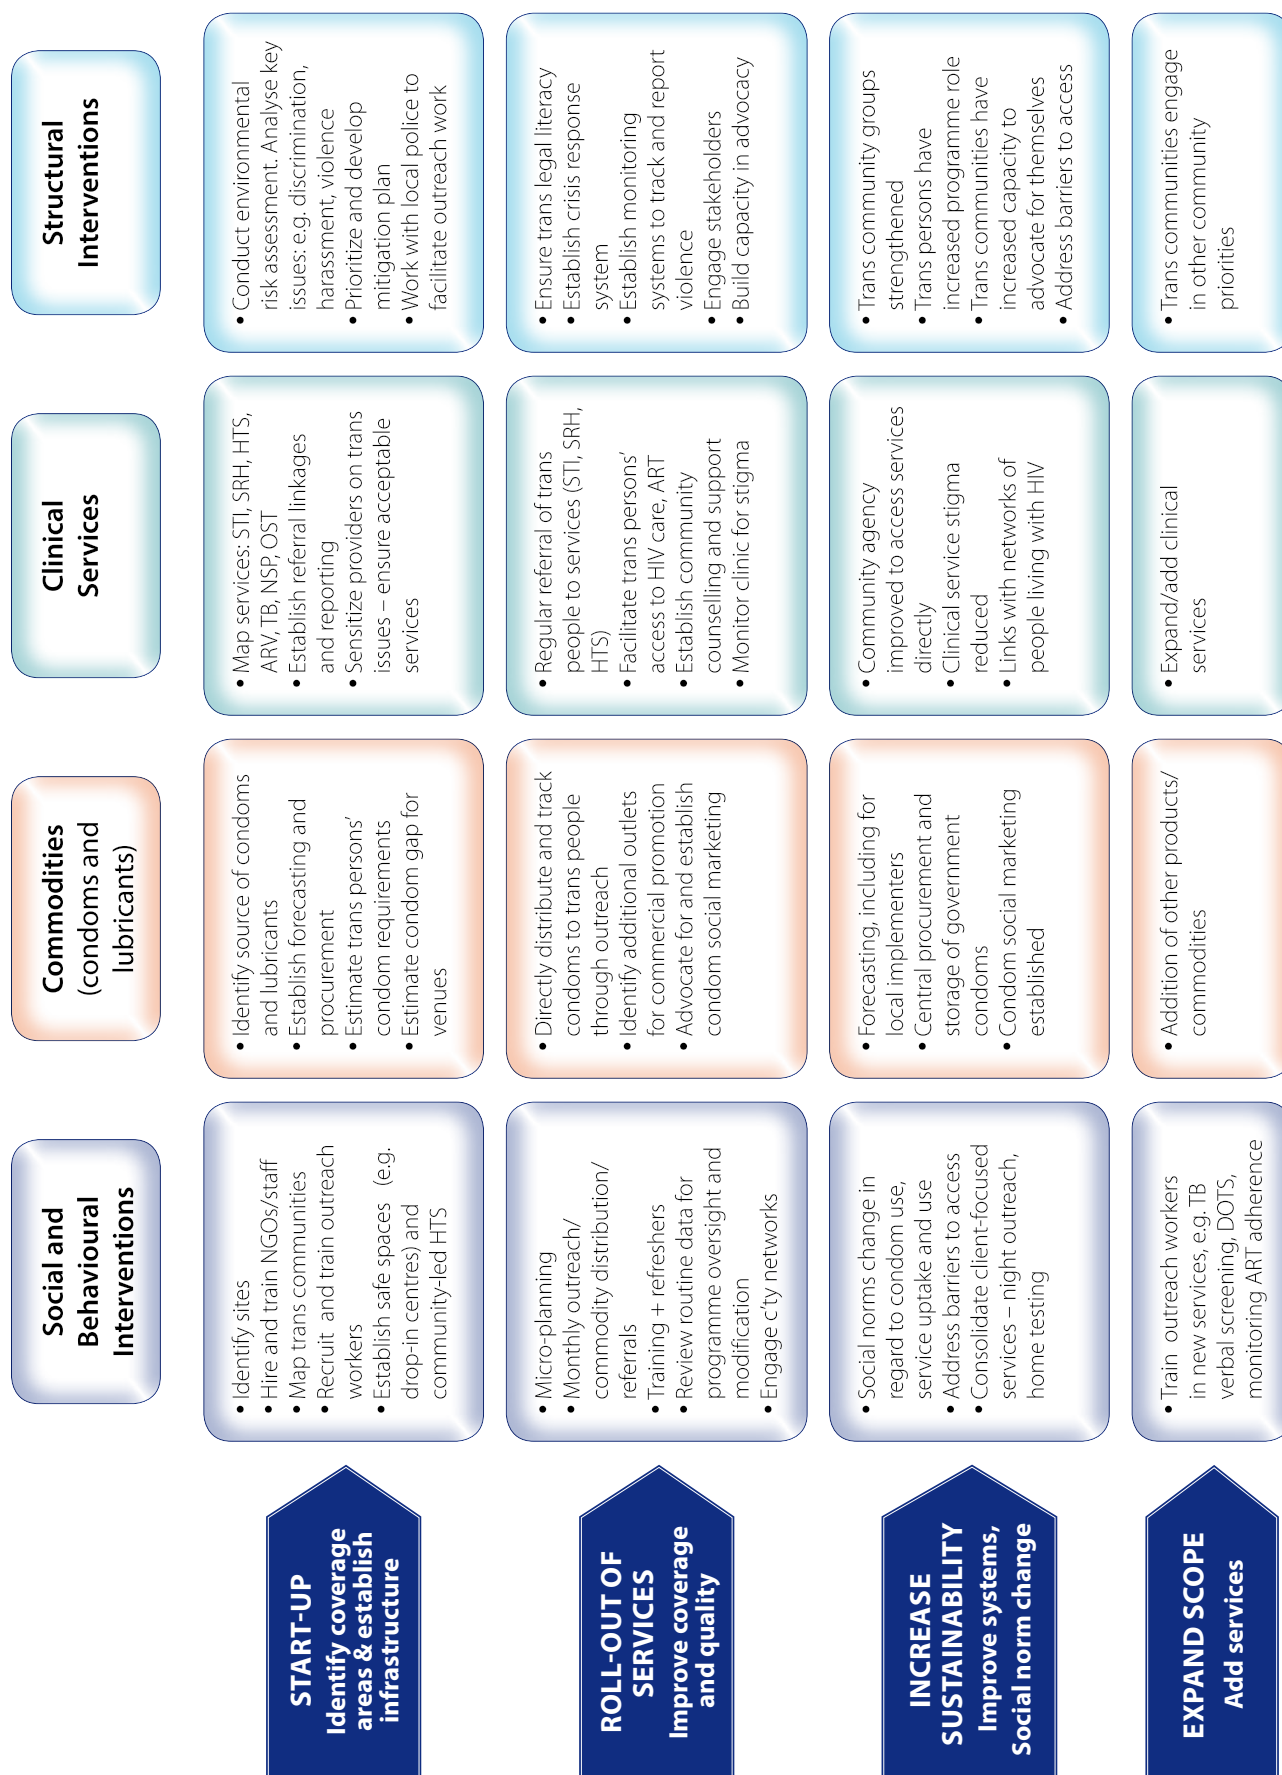 Social and
Behavioural
Interventions
Commodities
(condoms and
lubricants)
Clinical
Services
Structural
Interventions
START-UP
Identify coverage
areas & establish
infrastructure
• Identify sites
• Hire and train NGOs/staff
• Map trans communities
• Recruit and train outreach
workers
• Establish safe spaces (e.g.
drop-in centres) and
community-led HTS
• Identify source of condoms
and lubricants
• Establish forecasting and
procurement
• Estimate trans persons’
condom requirements
• Estimate condom gap for
venues
• Map services: STI, SRH, HTS,
ARV, TB, NSP, OST
• Establish referral linkages
and reporting
• Sensitize providers on trans
issues – ensure acceptable
services
• Conduct environmental
risk assessment. Analyse key
issues: e.g. discrimination,
harassment, violence
• Prioritize and develop
mitigation plan
• Work with local police to
facilitate outreach work
ROLL-OUT OF
SERVICES
Improve coverage
and quality
• Micro-planning
• Monthly outreach/
commodity distribution/
referrals
• Training + refreshers
• Review routine data for
programme oversight and
modification
• Engage c’ty networks
• Directly distribute and track
condoms to trans people
through outreach
• Identify additional outlets
for commercial promotion
• Advocate for and establish
condom social marketing
• Regular referral of trans
people to services (STI, SRH,
HTS)
• Facilitate trans persons’
access to HIV care, ART
• Establish community
counselling and support
• Monitor clinic for stigma
• Ensure trans legal literacy
• Establish crisis response
system
• Establish monitoring
systems to track and report
violence
• Engage stakeholders
• Build capacity in advocacy
INCREASE
SUSTAINABILITY
Improve systems,
Social norm change
• Social norms change in
regard to condom use,
service uptake and use
• Address barriers to access
• Consolidate client-focused
services – night outreach,
home testing
• Forecasting, including for
local implementers
• Central procurement and
storage of government
condoms
• Condom social marketing
established
• Community agency
improved to access services
directly
• Clinical service stigma
reduced
• Links with networks of
people living with HIV
• Trans community groups
strengthened
• Trans persons have
increased programme role
• Trans communities have
increased capacity to
advocate for themselves
• Address barriers to access
EXPAND SCOPE
Add services
• Train outreach workers
in new services, e.g. TB
verbal screening, DOTS,
monitoring ART adherence
• Addition of other products/
commodities
• Expand/add clinical
services
• Trans communities engage
in other community
priorities